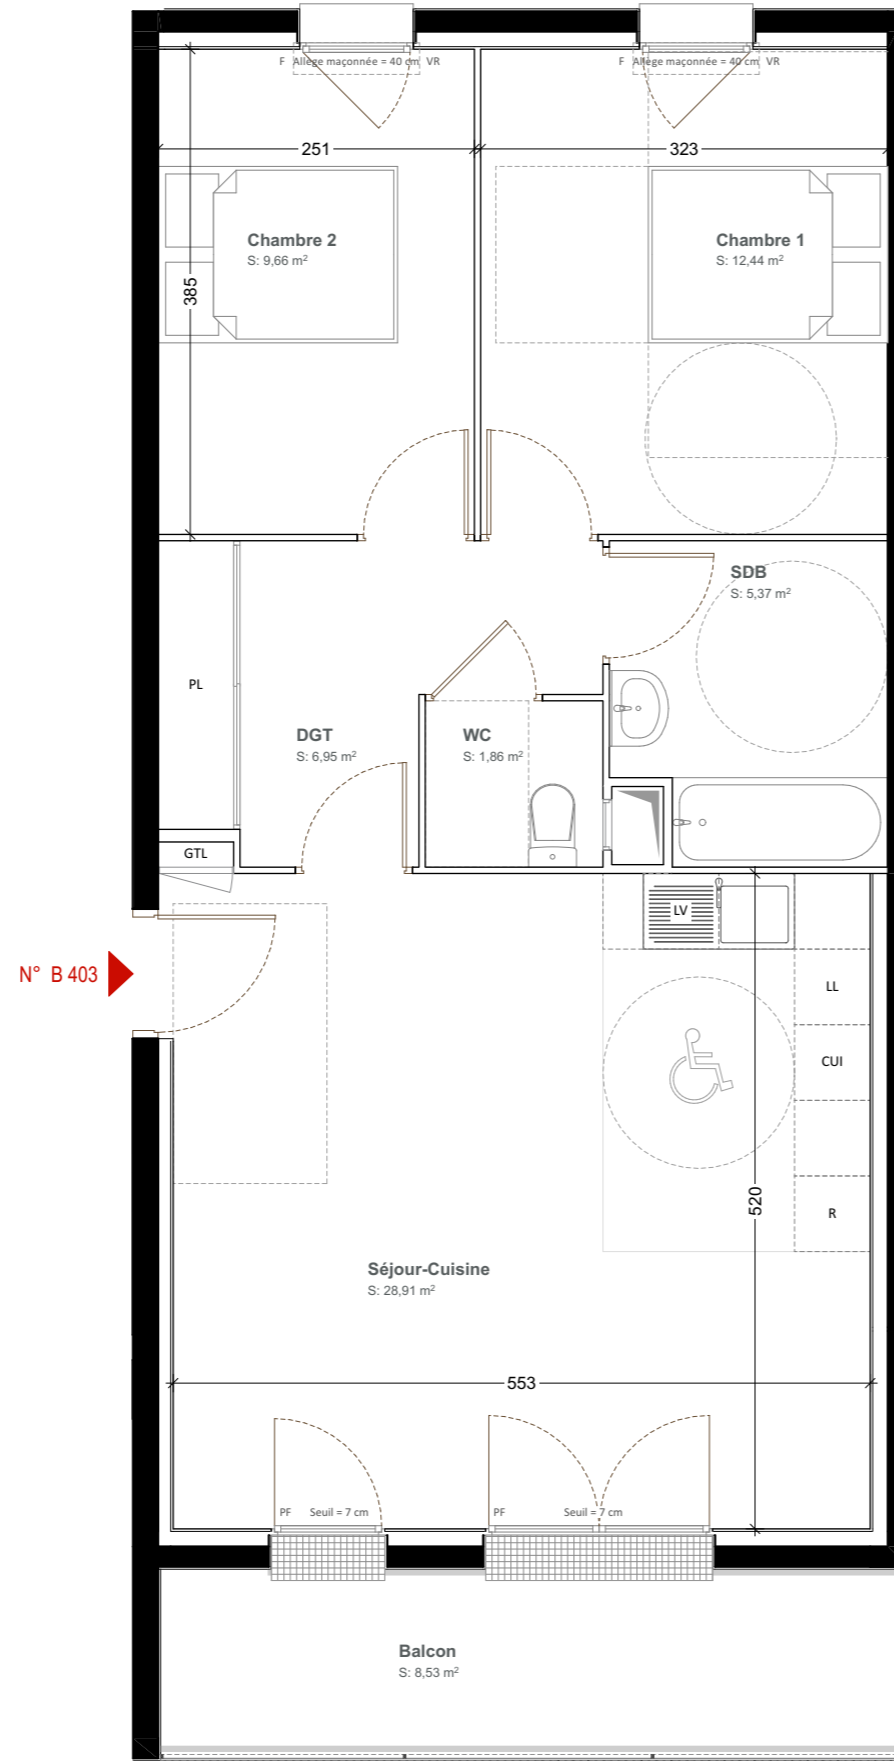 F Allège maçonnée = 40 cm VR
F Allège maçonnée = 40 cm VR
251
323
Chambre 2
S: 9,66 m²
Chambre 1
S: 12,44 m²
385
SDB
S: 5,37 m²
PL
DGT
S: 6,95 m²
WC
S: 1,86 m²
GTL
LV
N° B 403
LL
CUI
520
R
Séjour-Cuisine
S: 28,91 m²
553
PF Seuil = 7 cm
PF Seuil = 7 cm
Balcon
S: 8,53 m²